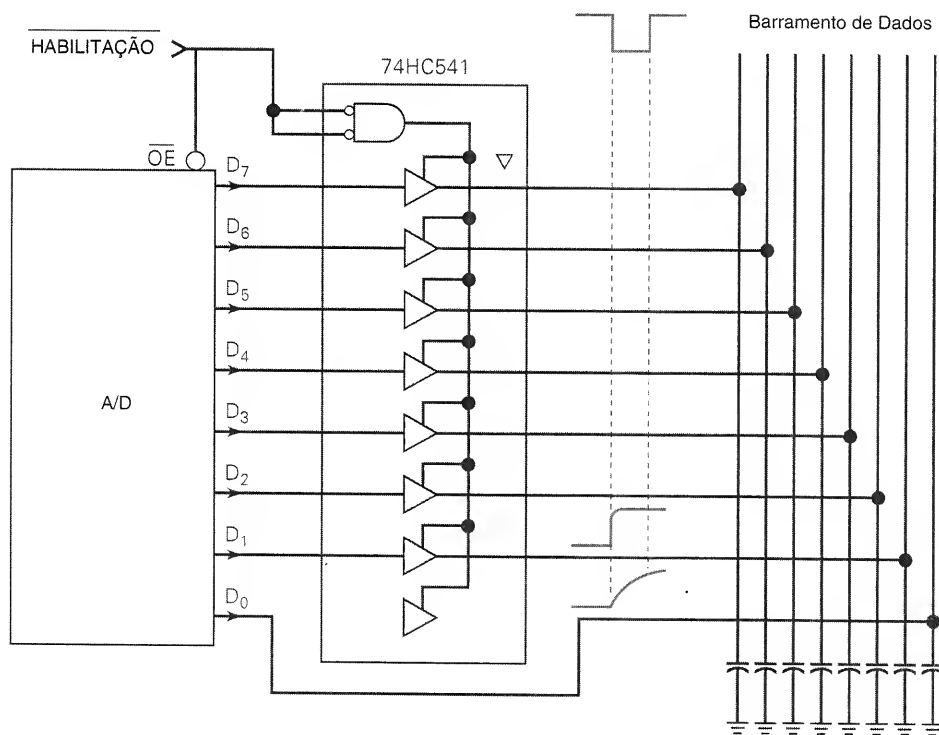 Barramento de Dados
HABILITAÇÃO
74HC541
OE
D7
D6
D5
D4
A/D
D3
D2
D1
D0